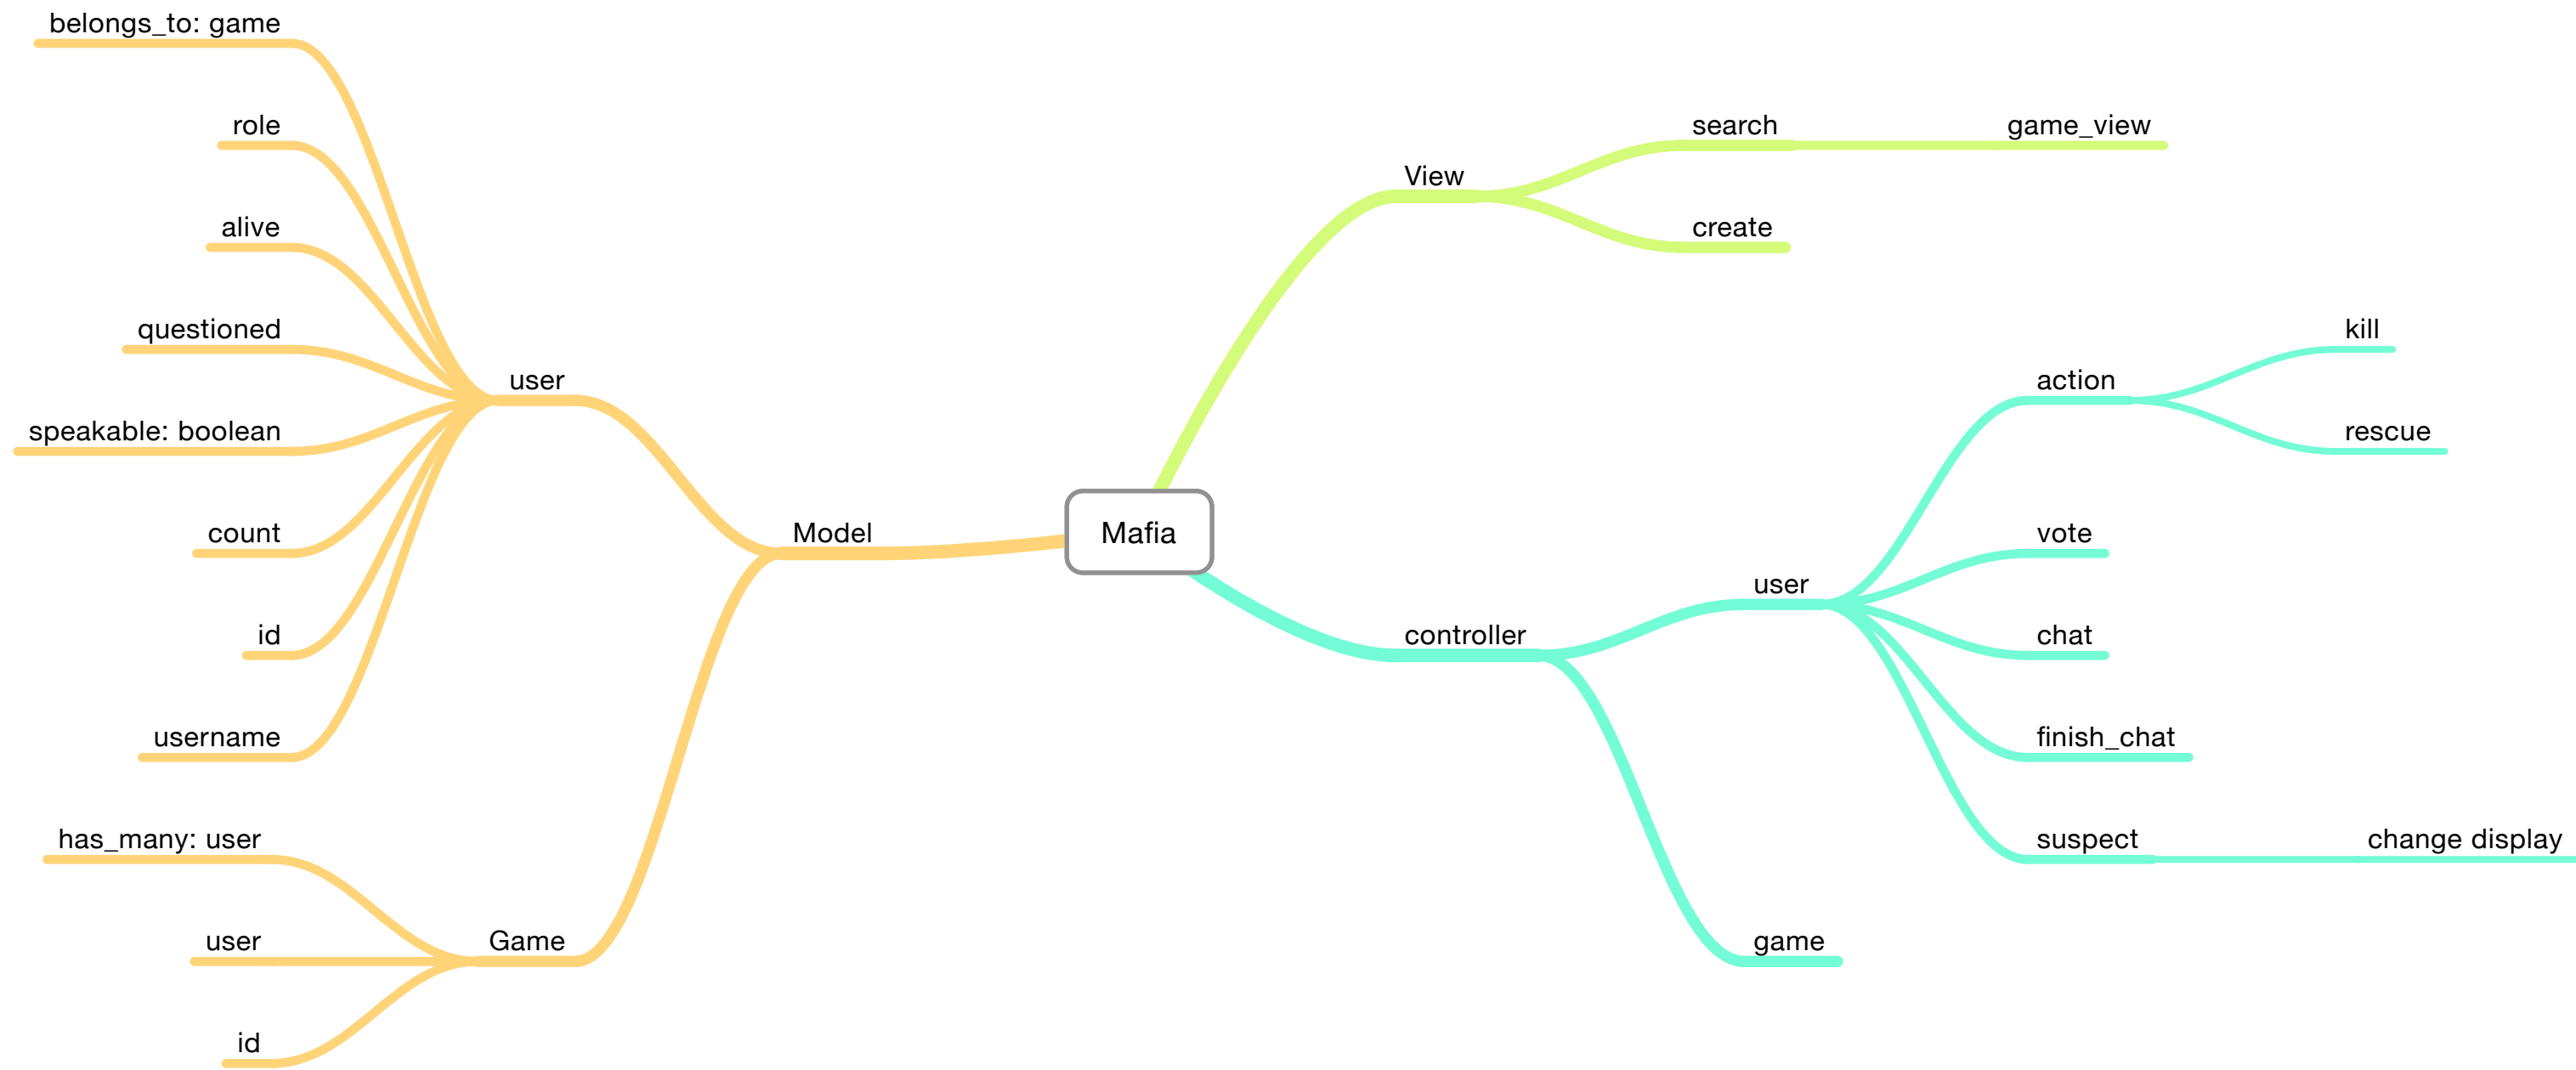 belongs_to: game
role
alive
questioned
speakable: boolean
count
id
username
user
has_many: user
user
id
Game
Model
Mafia
View
search
game_view
create
controller
user
action
kill
rescue
vote
chat
finish_chat
suspect
change display
game